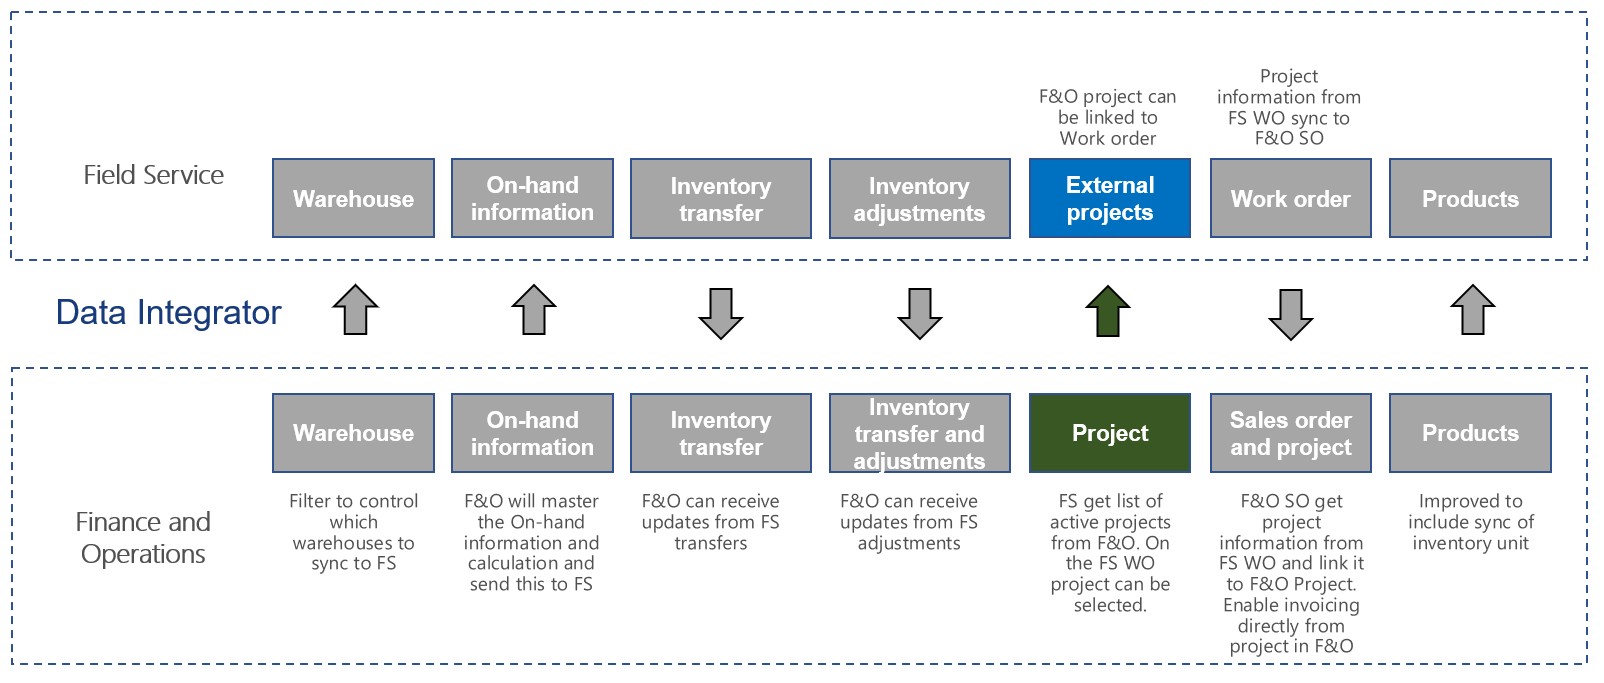 F&O project can
be linked to
Work order
Project
information from
FS WO sync to
F&O SO
Field Service
Warehouse
On-hand
information
Inventory
transfer
Inventory
adjustments
External
projects
Work order
Products
Data Integrator
Finance and
Operations
Warehouse
On-hand
information
Inventory
transfer
Inventory
transfer and
adjustments
Project
Sales order
and project
Products
Filter to control
which
warehouses to
sync to FS
F&O will master
the On-hand
information and
calculation and
send this to FS
F&O can receive
updates from FS
transfers
F&O can receive
updates from FS
adjustments
FS get list of
active projects
from F&O. On
the FS WO
project can be
selected.
F&O SO get
project
information from
FS WO and link it
to F&O Project.
Enable invoicing
directly from
project in F&O
Improved to
include sync of
inventory unit